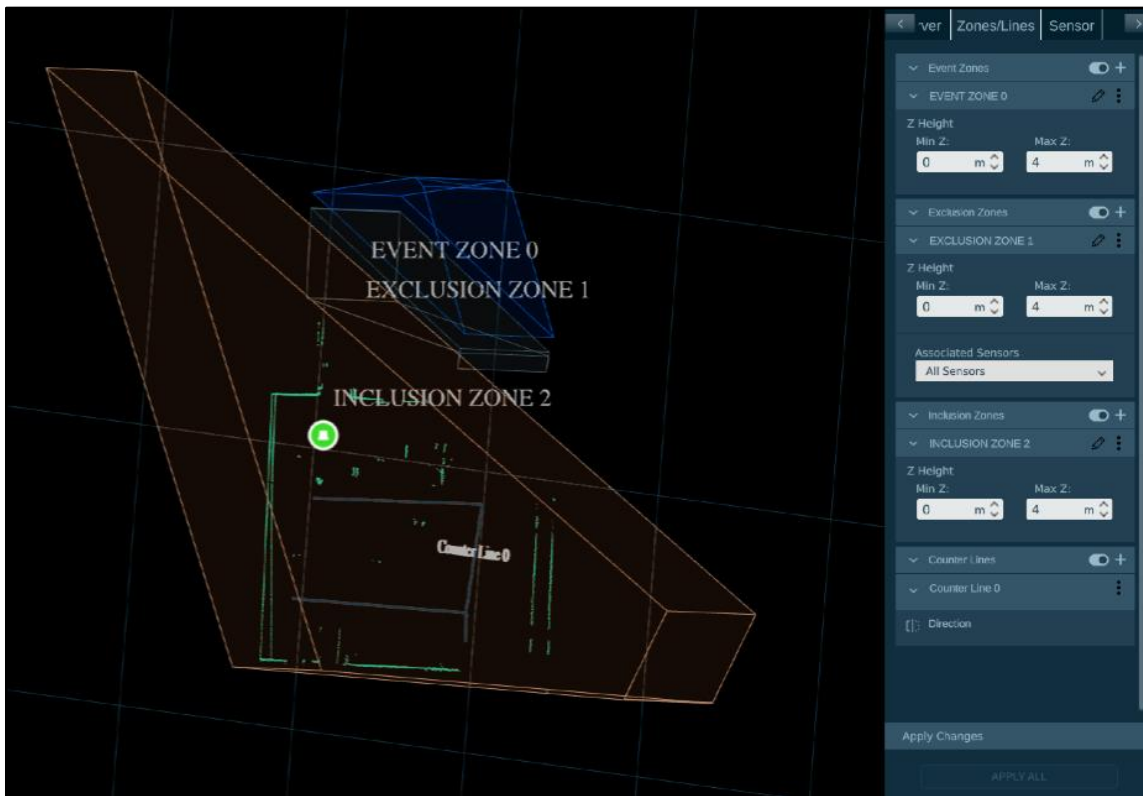 EVENT ZONE 0
EXCLUSION ZONE 1
INCLUSION ZONE 2
Counter Line 0
ver
Zones/Lines
Sensor
Event Zones
EVENT ZONE 0
Z Height
Min Z:
Max Z:
0 m
4 m
Exclusion Zones
EXCLUSION ZONE 1
Z Height
Min Z:
Max Z:
0 m
4 m
Associated Sensors
All Sensors
Inclusion Zones
INCLUSION ZONE 2
Z Height
Min Z:
Max Z:
0 m
4 m
Counter Lines
Counter Line 0
Direction
Apply Changes
APPLY ALL